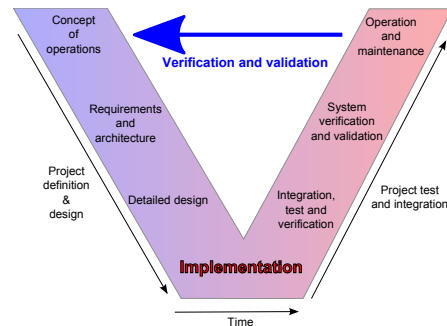 Concept
of
operations
Operation
and
maintenance
Verification and validation
Requirements
and
architecture
System
verification
and validation
Project
definition
&
design
Detailed design
Integration,
test and
verification
Project test
and integration
Implementation
Time